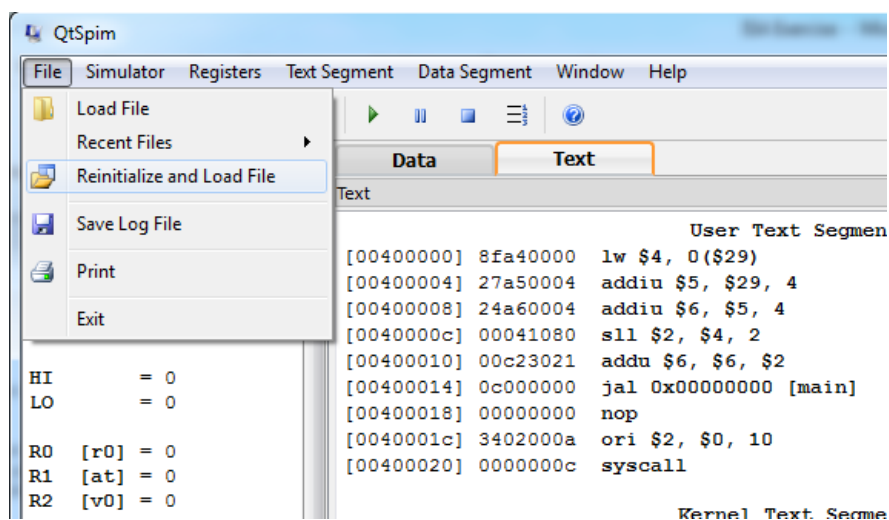 QtSpim
File Simulator Registers Text Segment Data Segment Window Help
Load File
Recent Files
Reinitialize and Load File
Save Log File
Print
Exit
Data Text
Text
User Text Segmen
[00400000] 8fa40000 lw $4, 0($29)
[00400004] 27a50004 addiu $5, $29, 4
[00400008] 24a60004 addiu $6, $5, 4
[0040000c] 00041080 sll $2, $4, 2
[00400010] 00c23021 addu $6, $6, $2
[00400014] 0c000000 jal 0x00000000 [main]
[00400018] 00000000 nop
[0040001c] 3402000a ori $2, $0, 10
[00400020] 0000000c syscall
Kernel Text Segme
HI = 0
LO = 0
R0 [r0] = 0
R1 [at] = 0
R2 [v0] = 0